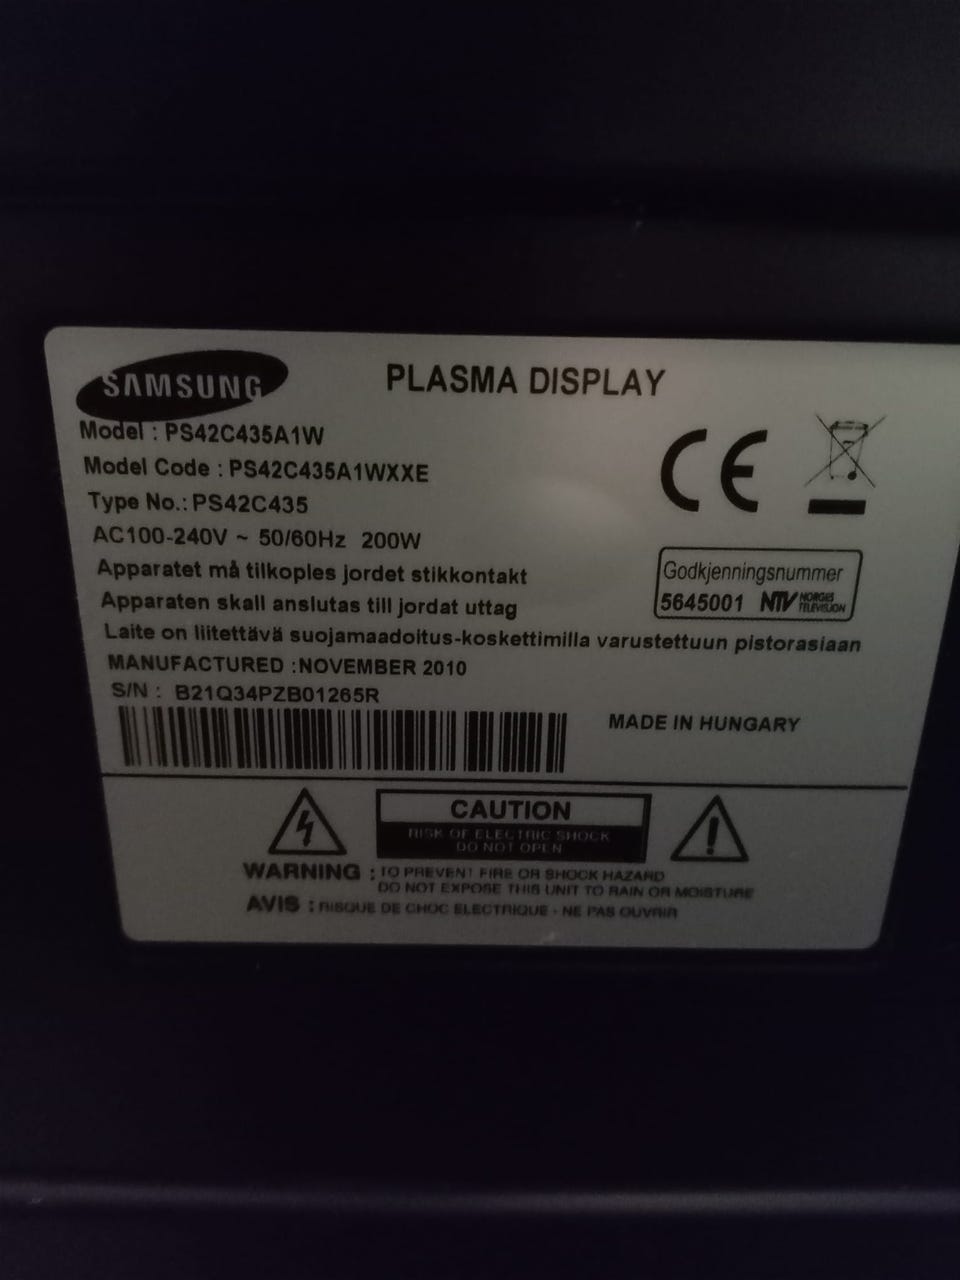 SAMSUNG
PLASMA DISPLAY
Model : PS42C435A1W
Model Code : PS42C435A1WXXE
Type No.: PS42C435
AC100-240V ~ 50/60Hz 200W
Apparatet må tilkoples jordet stikkontakt
Apparaten skall anslutas till jordat uttag
Laite on liitettävä suojamaadoitus-koskettimilla varustettuun pistorasiaan
CE
Godkjenningsnummer
5645001 NTV NORGES TELEVISJON
MANUFACTURED :NOVEMBER 2010
S/N : B21Q34PZB01265R
MADE IN HUNGARY
CAUTION
RISK OF ELECTRIC SHOCK
DO NOT OPEN
WARNING : TO PREVENT FIRE OR SHOCK HAZARD
DO NOT EXPOSE THIS UNIT TO RAIN OR MOISTURE
AVIS : RISQUE DE CHOC ELECTRIQUE - NE PAS OUVRIR